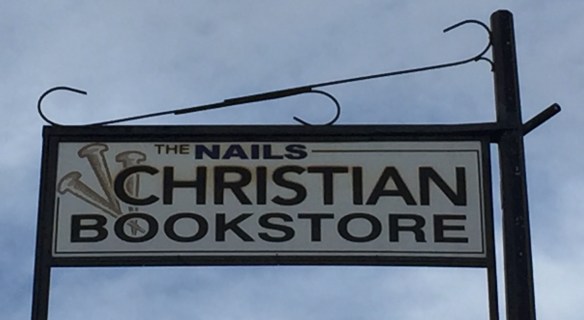 THE NAILS
CHRISTIAN
BOOKSTORE